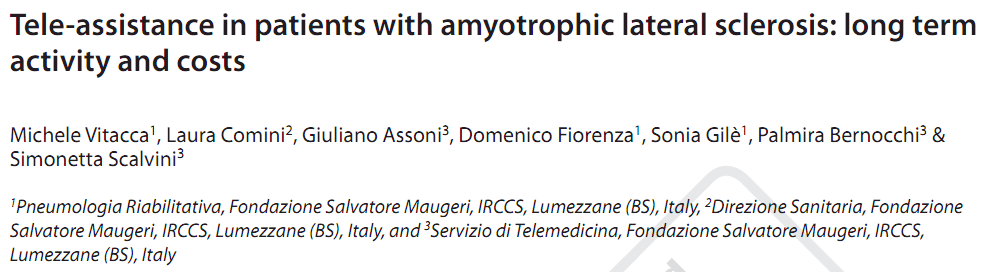 Tele-assistance in patients with amyotrophic lateral sclerosis: long term
activity and costs
Michele Vitacca¹, Laura Comini², Giuliano Assoni³, Domenico Fiorenza¹, Sonia Gilè¹, Palmira Bernocchi³ &
Simonetta Scalvini³
¹Pneumologia Riabilitativa, Fondazione Salvatore Maugeri, IRCCS, Lumezzane (BS), Italy, ²Direzione Sanitaria, Fondazione
Salvatore Maugeri, IRCCS, Lumezzane (BS), Italy, and ³Servizio di Telemedicina, Fondazione Salvatore Maugeri, IRCCS,
Lumezzane (BS), Italy